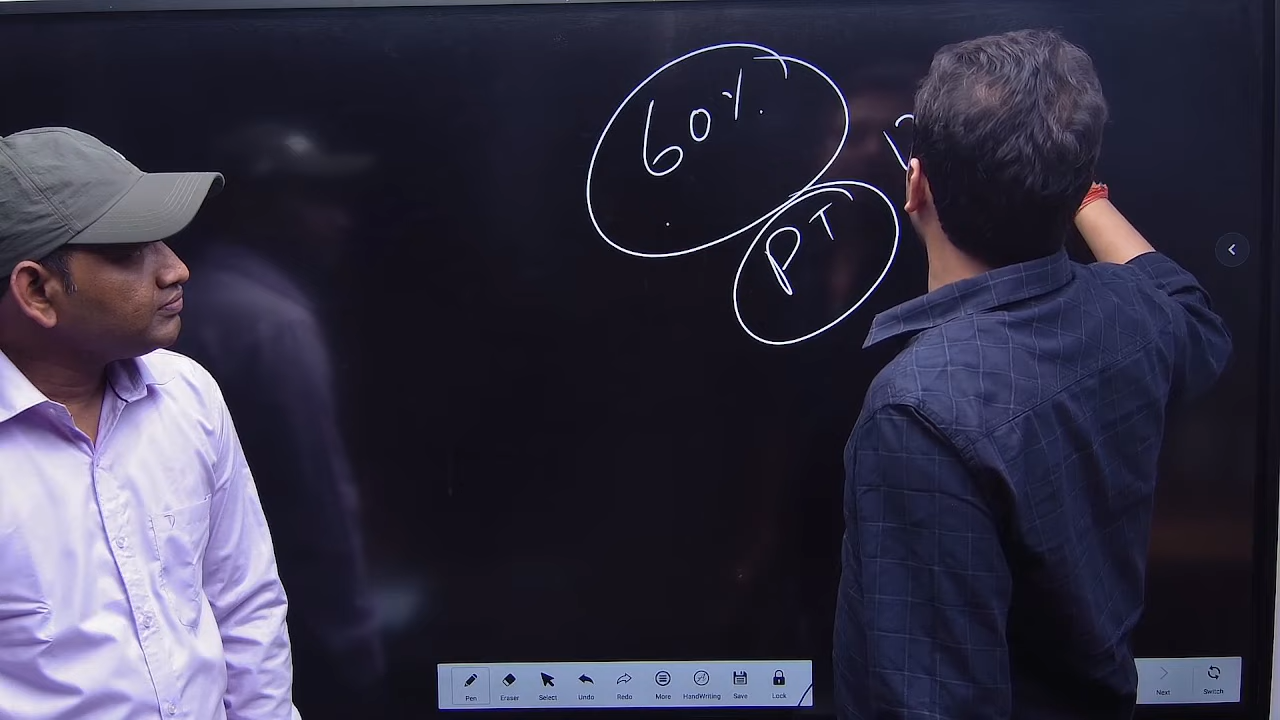 60%
PT
Pen
Eraser
Select
Undo
Redo
More
HandWriting
Save
Lock
Next
Switch